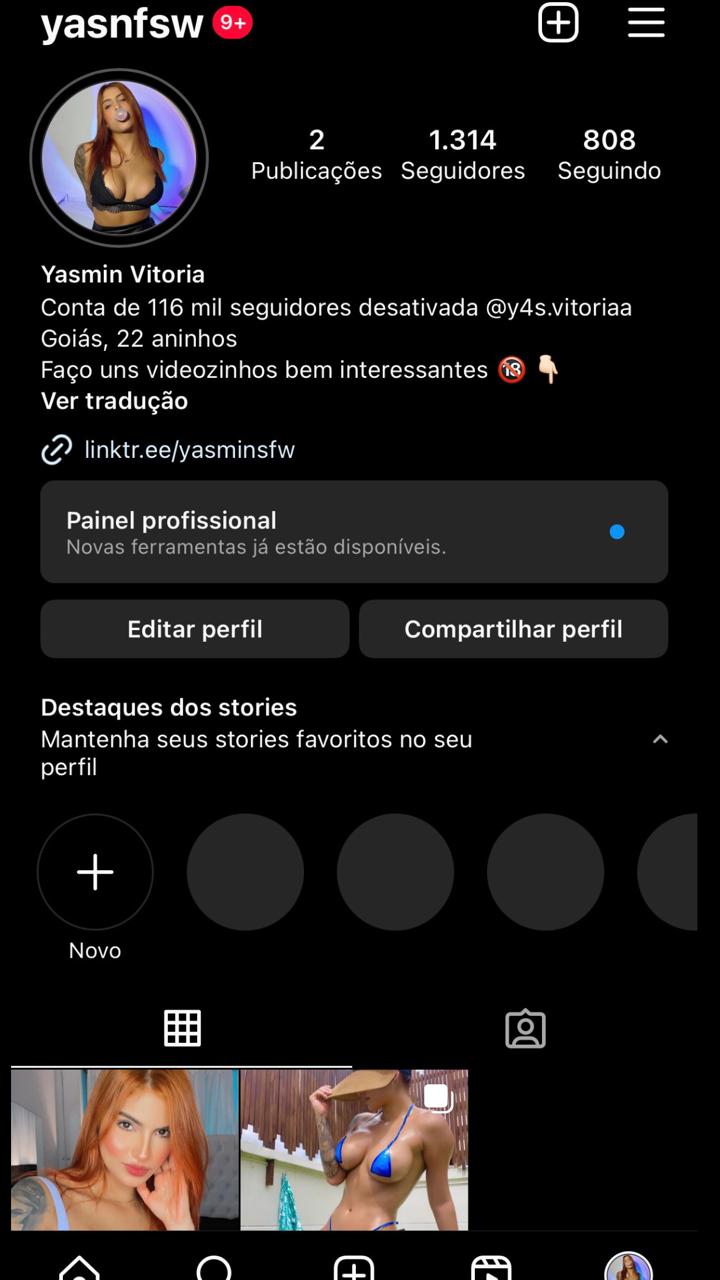 yasnfsw 9+
2 1.314 808
Publicações Seguidores Seguindo
Yasmin Vitoria
Conta de 116 mil seguidores desativada @y4s.vitoriaa
Goiás, 22 aninhos
Faço uns videozinhos bem interessantes 🔞 👇🏻
Ver tradução
linktr.ee/yasminsfw
Painel profissional
Novas ferramentas já estão disponíveis.
Editar perfil Compartilhar perfil
Destaques dos stories
Mantenha seus stories favoritos no seu
perfil
Novo